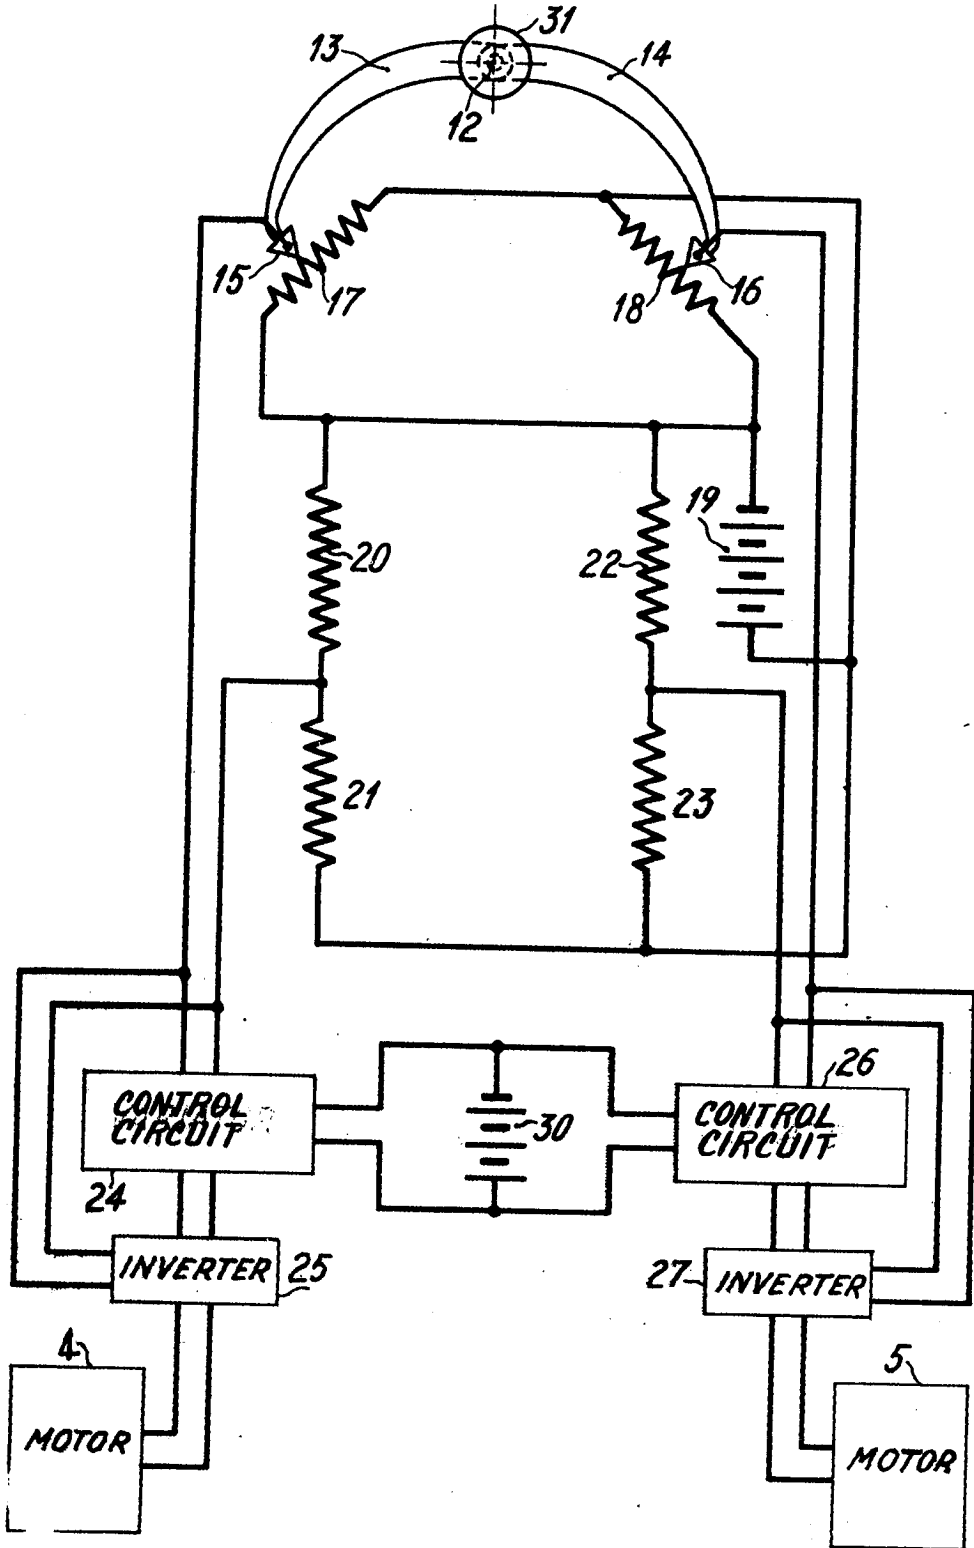 31
13
14
12
15
17
18
16
19
20
22
21
23
26
CONTROL
CIRCUIT
30
CONTROL
CIRCUIT
24
INVERTER
25
27
INVERTER
4
5
MOTOR
MOTOR